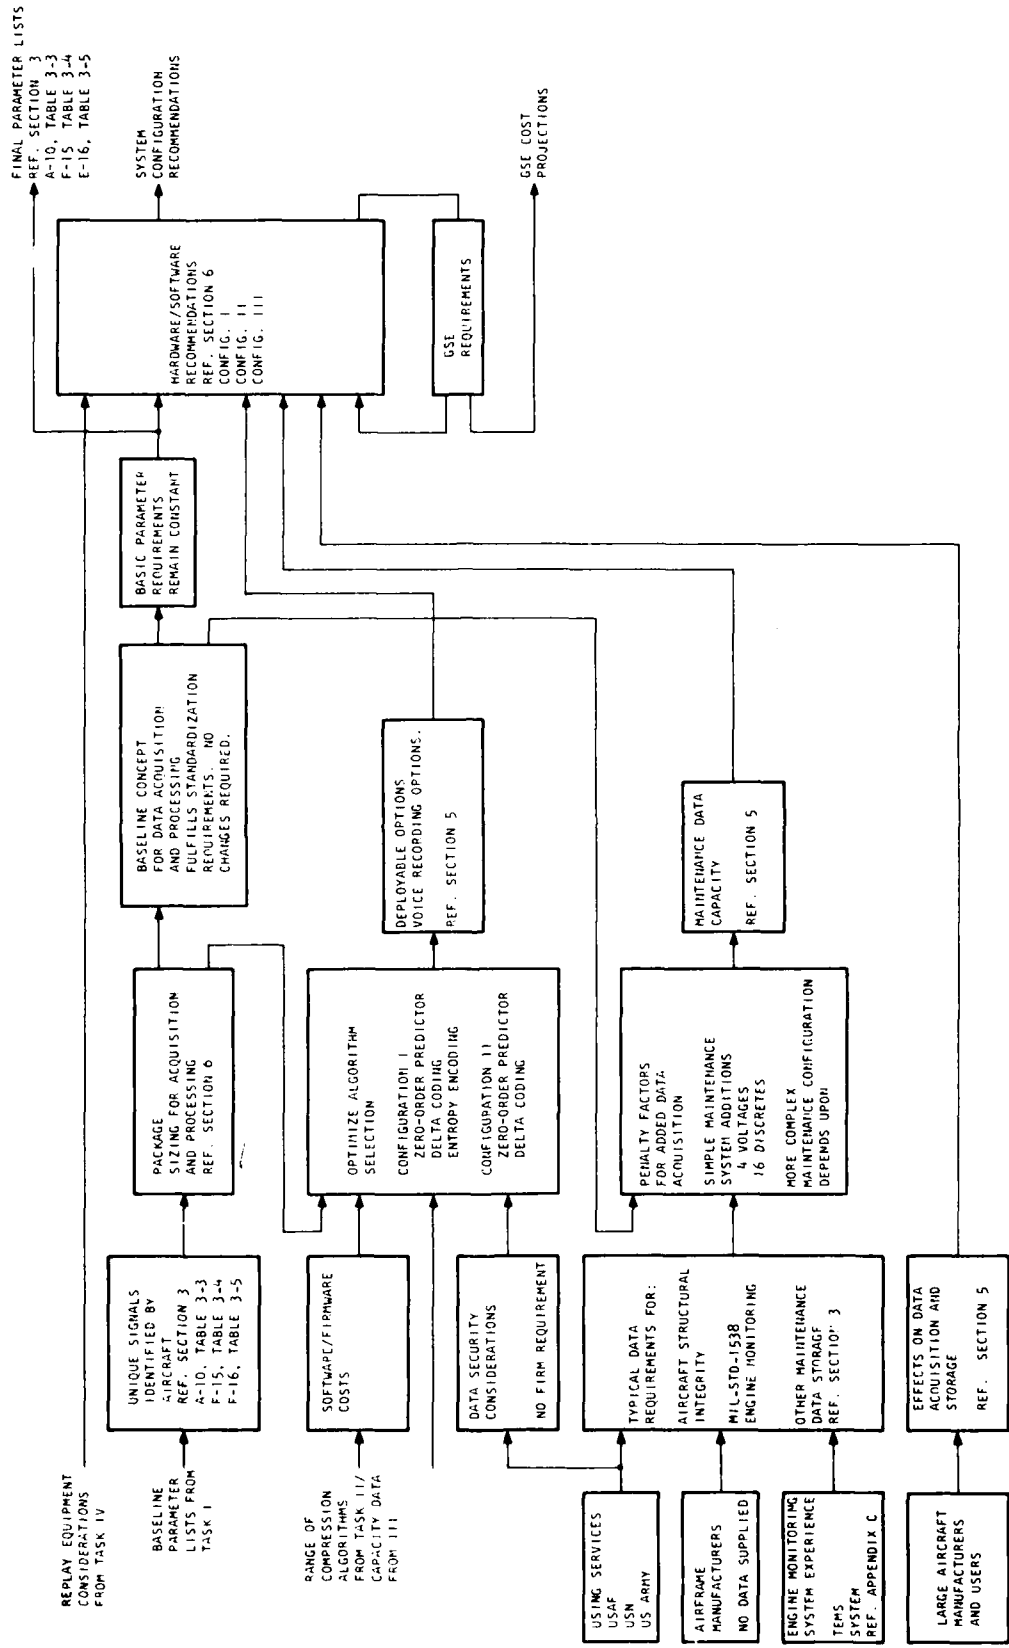 FINAL PARAMETER LISTS
REF. SECTION 3
A-10, TABLE 3-3
F-15 TABLE 3-4
E-16, TABLE 3-5
SYSTEM
CONFIGURATION
RECOMMENDATIONS
GSE COST
PROJECTIONS
HARDWARE/SOFTWARE
RECOMMENDATIONS
REF. SECTION 6
CONFIG. I
CONFIG. II
CONFIG. III
GSE
REQUIREMENTS
BASIC PARAMETER
REQUIREMENTS
REMAIN CONSTANT
BASELINE CONCEPT
FOR DATA ACQUISITION
AND PROCESSING
FULFILLS STANDARDIZATION
REQUIREMENTS. NO
CHANGES REQUIRED.
DEPLOYABLE OPTIONS
VOICE RECORDING OPTIONS.
REF. SECTION 5
MAINTENANCE DATA
CAPACITY
REF. SECTION 5
PACKAGE
SIZING FOR ACQUISITION
AND PROCESSING
REF. SECTION 6
OPTIMIZE ALGORITHM
SELECTION
CONFIGURATION I
ZERO-ORDER PREDICTOR
DELTA CODING
ENTROPY ENCODING
CONFIGURATION II
ZERO-ORDER PREDICTOR
DELTA CODING
PENALTY FACTORS
FOR ADDED DATA
ACQUISITION
SIMPLE MAINTENANCE
SYSTEM ADDITIONS
4 VOLTAGES
16 DISCRETES
MORE COMPLEX
MAINTENANCE CONFIGURATION
DEPENDS UPON
UNIQUE SIGNALS
IDENTIFIED BY
AIRCRAFT
REF. SECTION 3
A-10, TABLE 3-3
F-15, TABLE 3-4
F-16, TABLE 3-5
SOFTWARE/FIRMWARE
COSTS
DATA SECURITY
CONSIDERATIONS
NO FIRM REQUIREMENT
TYPICAL DATA
REQUIREMENTS FOR:
AIRCRAFT STRUCTURAL
INTEGRITY
MIL-STD-1538
ENGINE MONITORING
OTHER MAINTENANCE
DATA STORAGE
REF. SECTION 3
EFFECTS ON DATA
ACQUISITION AND
STORAGE
REF. SECTION 5
REPLAY EQUIPMENT
CONSIDERATIONS
FROM TASK IV
BASELINE
PARAMETER
LISTS FROM
TASK I
RANGE OF
COMPRESSION
ALGORITHMS
FROM TASK II/
CAPACITY DATA
FROM III
USING SERVICES
USAF
USN
US ARMY
AIRFRAME
MANUFACTURERS
NO DATA SUPPLIED
ENGINE MONITORING
SYSTEM EXPERIENCE
TEMS
SYSTEM
REF. APPENDIX C
LARGE AIRCRAFT
MANUFACTURERS
AND USERS